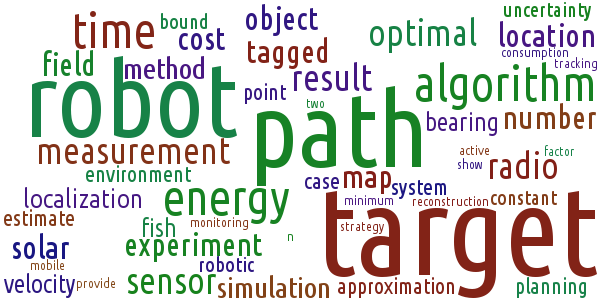 uncertainty
bound
object
time
cost
optimal
location
consumption
tracking
field
method
tagged
result
algorithm
robot
point
two
path
bearing
number
measurement
environment
active
show
factor
radio
case
map
system
localization
energy
minimum
reconstruction
constant
target
estimate
fish
monitoring
strategy
solar
experiment
n
mobile
robotic
velocity
provide
sensor
simulation
approximation
planning